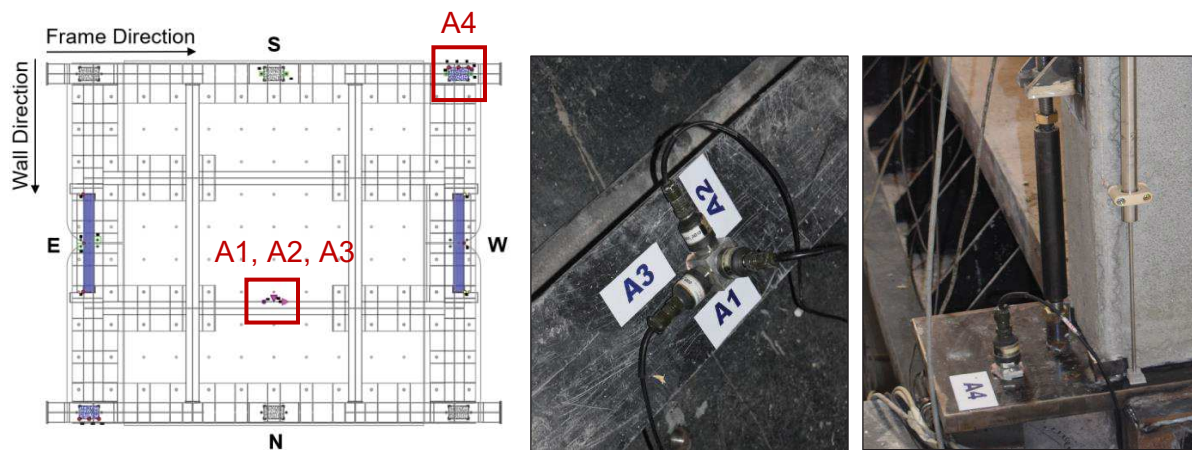 A4
Frame Direction
S
Wall Direction
E
A1, A2, A3
W
N
A2
A3
A1
A4